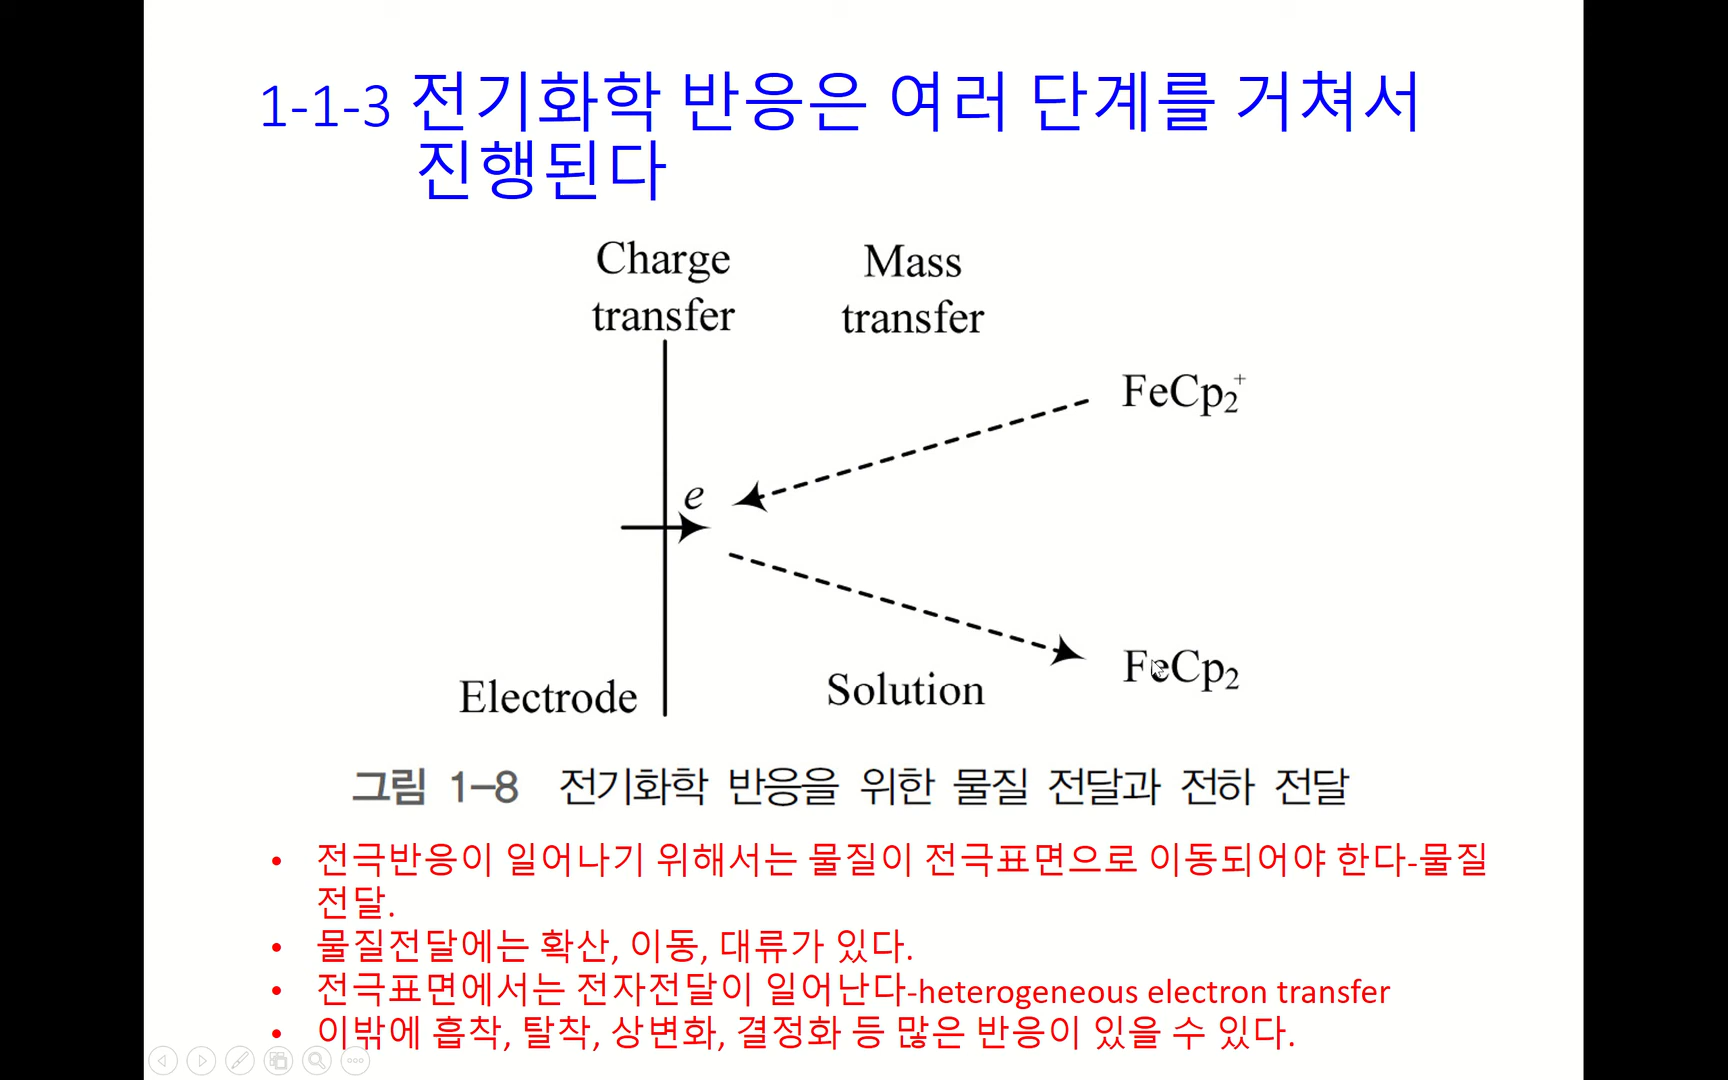 1-1-3 전기화학 반응은 여러 단계를 거쳐서
진행된다
Charge
transfer
Mass
transfer
FeCp₂⁺
e
FeCp₂
Electrode
Solution
그림 1–8 전기화학 반응을 위한 물질 전달과 전하 전달
• 전극반응이 일어나기 위해서는 물질이 전극표면으로 이동되어야 한다-물질
전달.
• 물질전달에는 확산, 이동, 대류가 있다.
• 전극표면에서는 전자전달이 일어난다-heterogeneous electron transfer
• 이밖에 흡착, 탈착, 상변화, 결정화 등 많은 반응이 있을 수 있다.